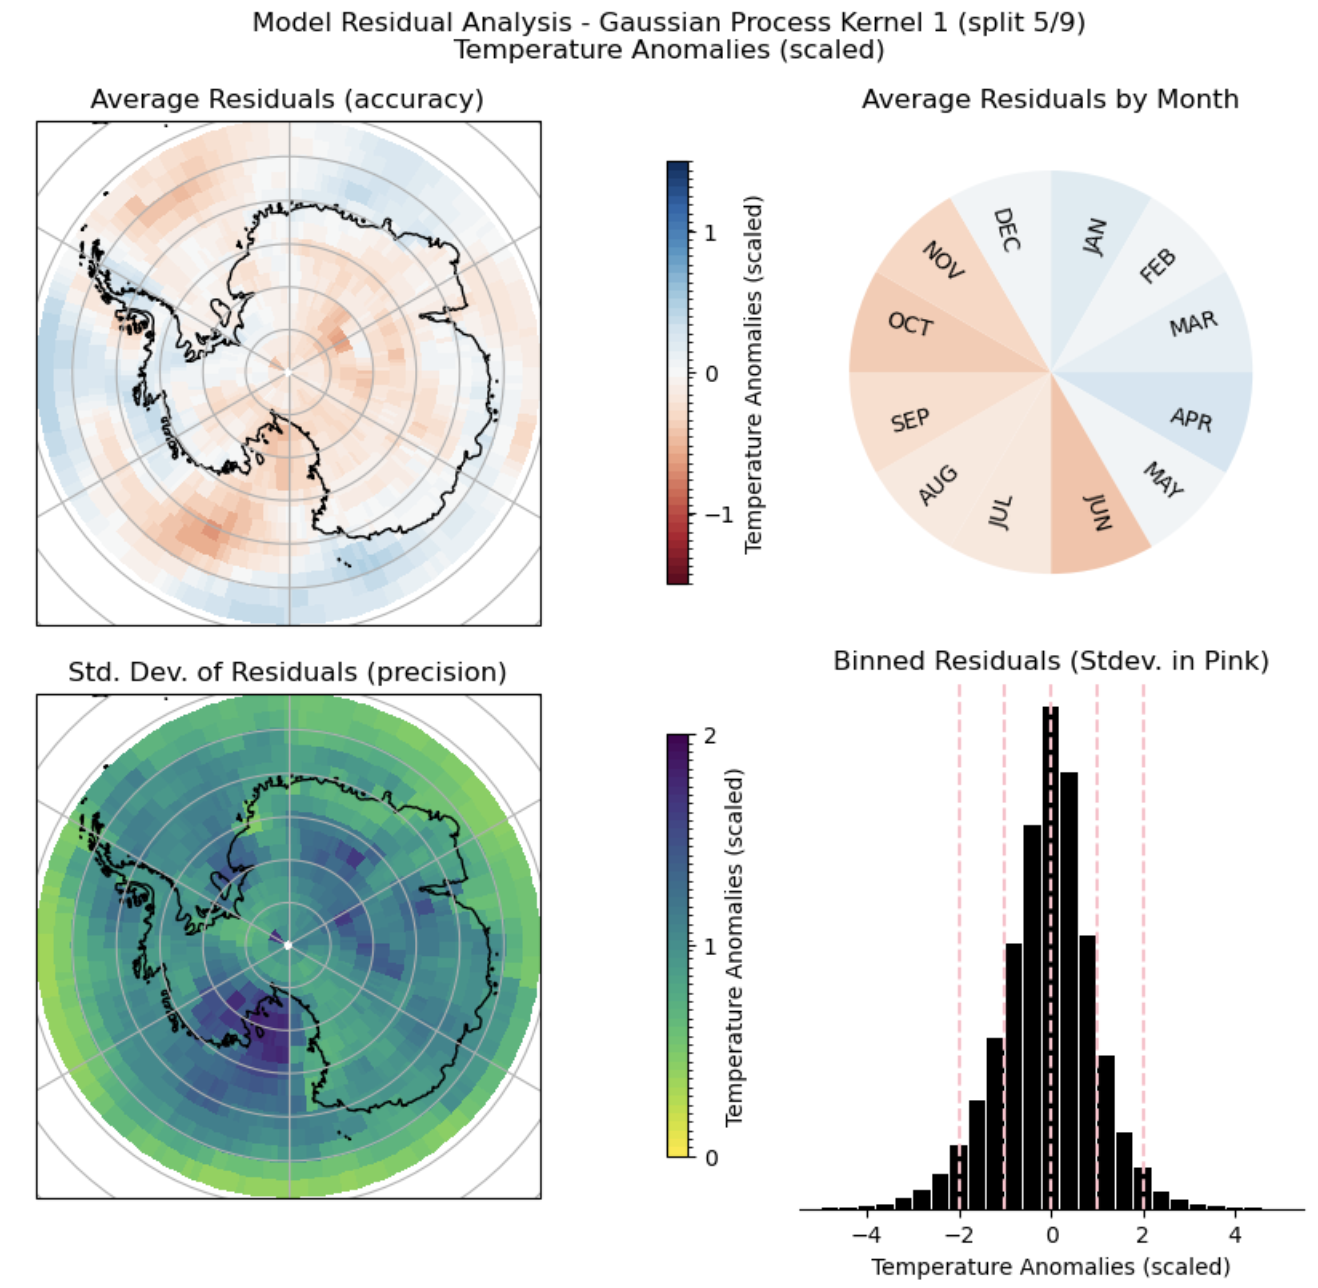 Model Residual Analysis - Gaussian Process Kernel 1 (split 5/9)
Temperature Anomalies (scaled)
Average Residuals (accuracy)
1
0
−1
Temperature Anomalies (scaled)
Average Residuals by Month
JAN
FEB
MAR
APR
MAY
JUN
JUL
AUG
SEP
OCT
NOV
DEC
Std. Dev. of Residuals (precision)
2
1
0
Temperature Anomalies (scaled)
Binned Residuals (Stdev. in Pink)
−4 −2 0 2 4
Temperature Anomalies (scaled)